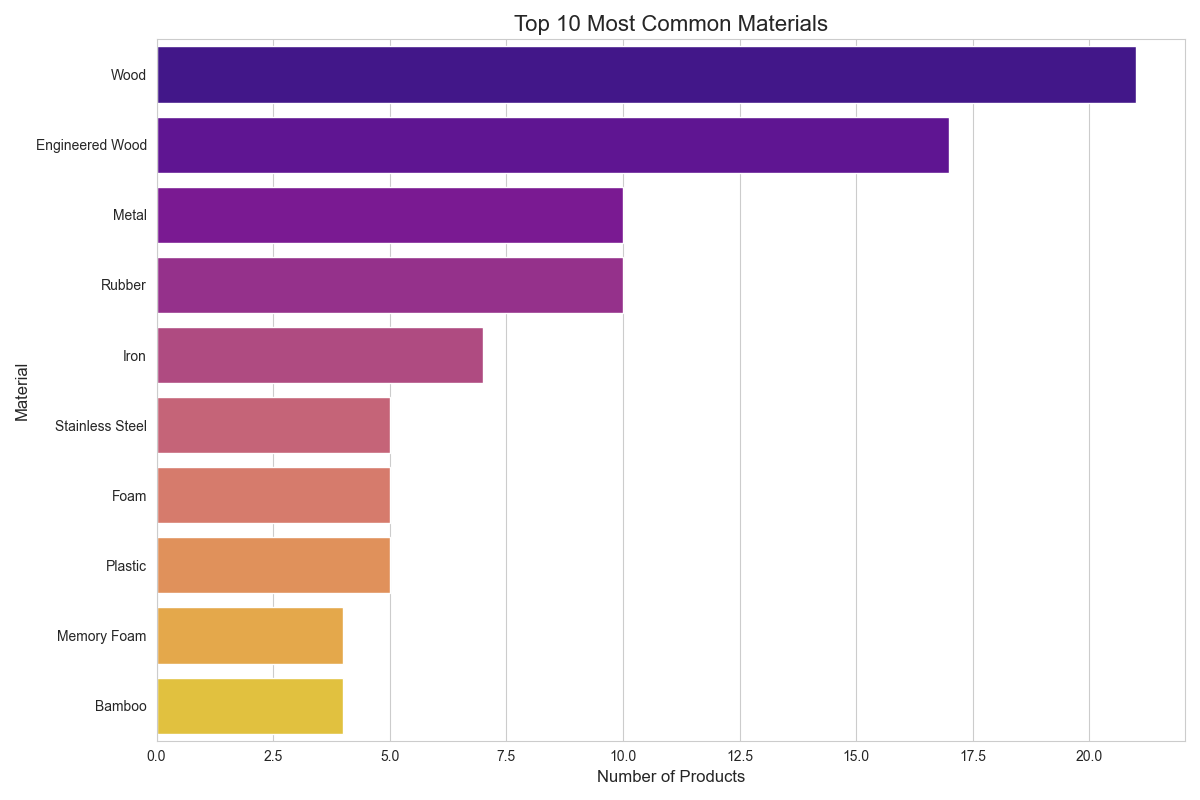 Top 10 Most Common Materials
Material
Wood
Engineered Wood
Metal
Rubber
Iron
Stainless Steel
Foam
Plastic
Memory Foam
Bamboo
0.0 2.5 5.0 7.5 10.0 12.5 15.0 17.5 20.0
Number of Products